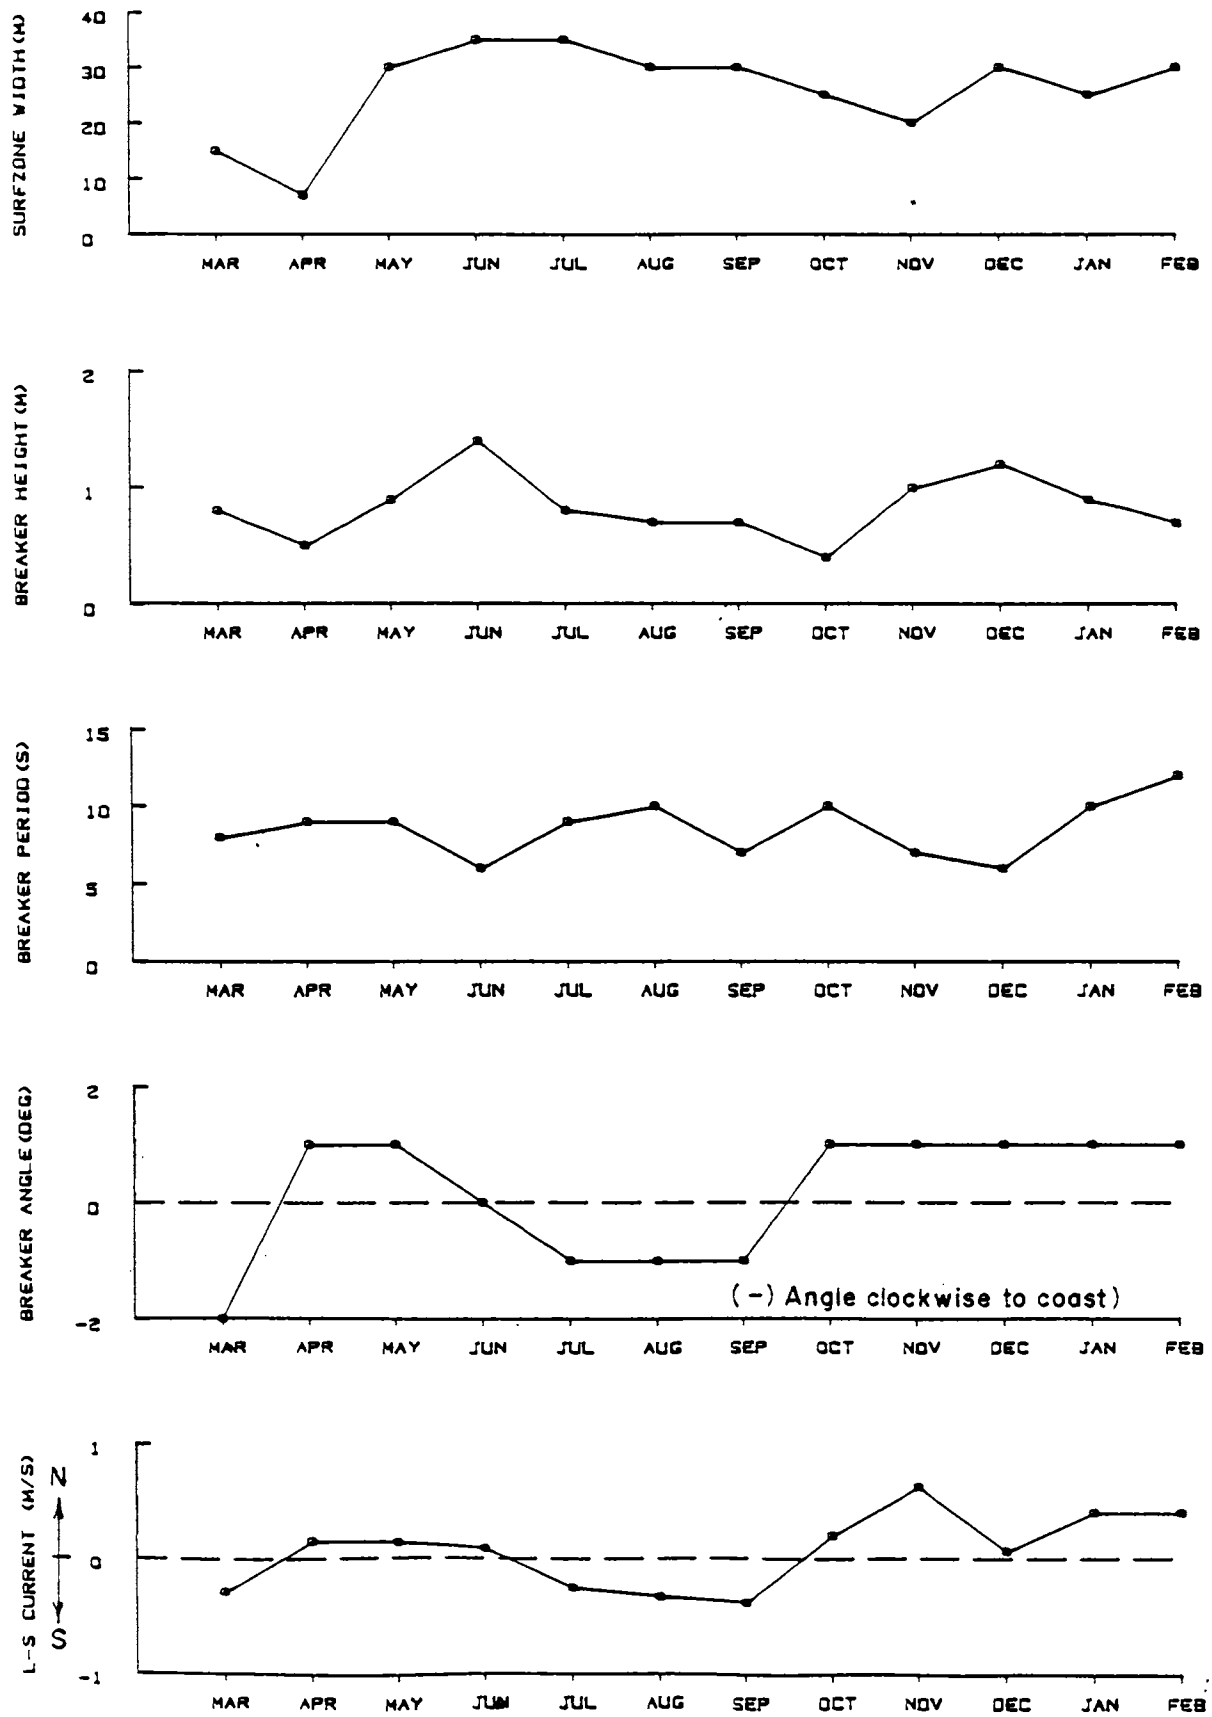 SURFZONE WIDTH (M)
40
30
20
10
0
MAR APR MAY JUN JUL AUG SEP OCT NOV DEC JAN FEB
BREAKER HEIGHT (M)
2
1
0
MAR APR MAY JUN JUL AUG SEP OCT NOV DEC JAN FEB
BREAKER PERIOD (S)
15
10
5
0
MAR APR MAY JUN JUL AUG SEP OCT NOV DEC JAN FEB
BREAKER ANGLE (DEG)
2
0
(-) Angle clockwise to coast)
-2
MAR APR MAY JUN JUL AUG SEP OCT NOV DEC JAN FEB
L-S CURRENT (M/S)
1
N
0
S
-1
MAR APR MAY JUN JUL AUG SEP OCT NOV DEC JAN FEB